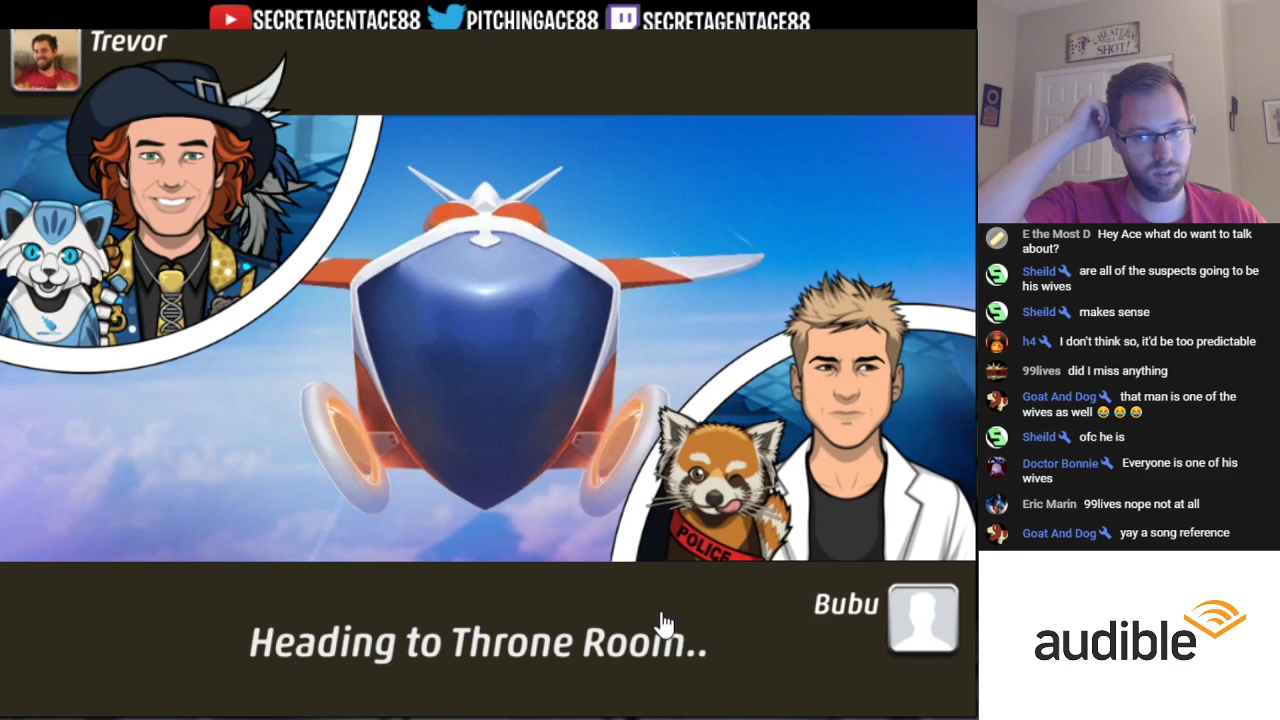 SECRETAGENTACE88 PITCHINGACE88 SECRETAGENTACE88
Trevor
CHEATERS
WILL BE
SHOT!
E the Most D Hey Ace what do want to talk
about?
Sheild are all of the suspects going to be
his wives
Sheild makes sense
h4 I don't think so, it'd be too predictable
99lives did I miss anything
Goat And Dog that man is one of the
wives as well 😂 😂 😂
Sheild ofc he is
Doctor Bonnie Everyone is one of his
wives
Eric Marin 99lives nope not at all
Goat And Dog yay a song reference
POLICE
Bubu
Heading to Throne Room..
audible